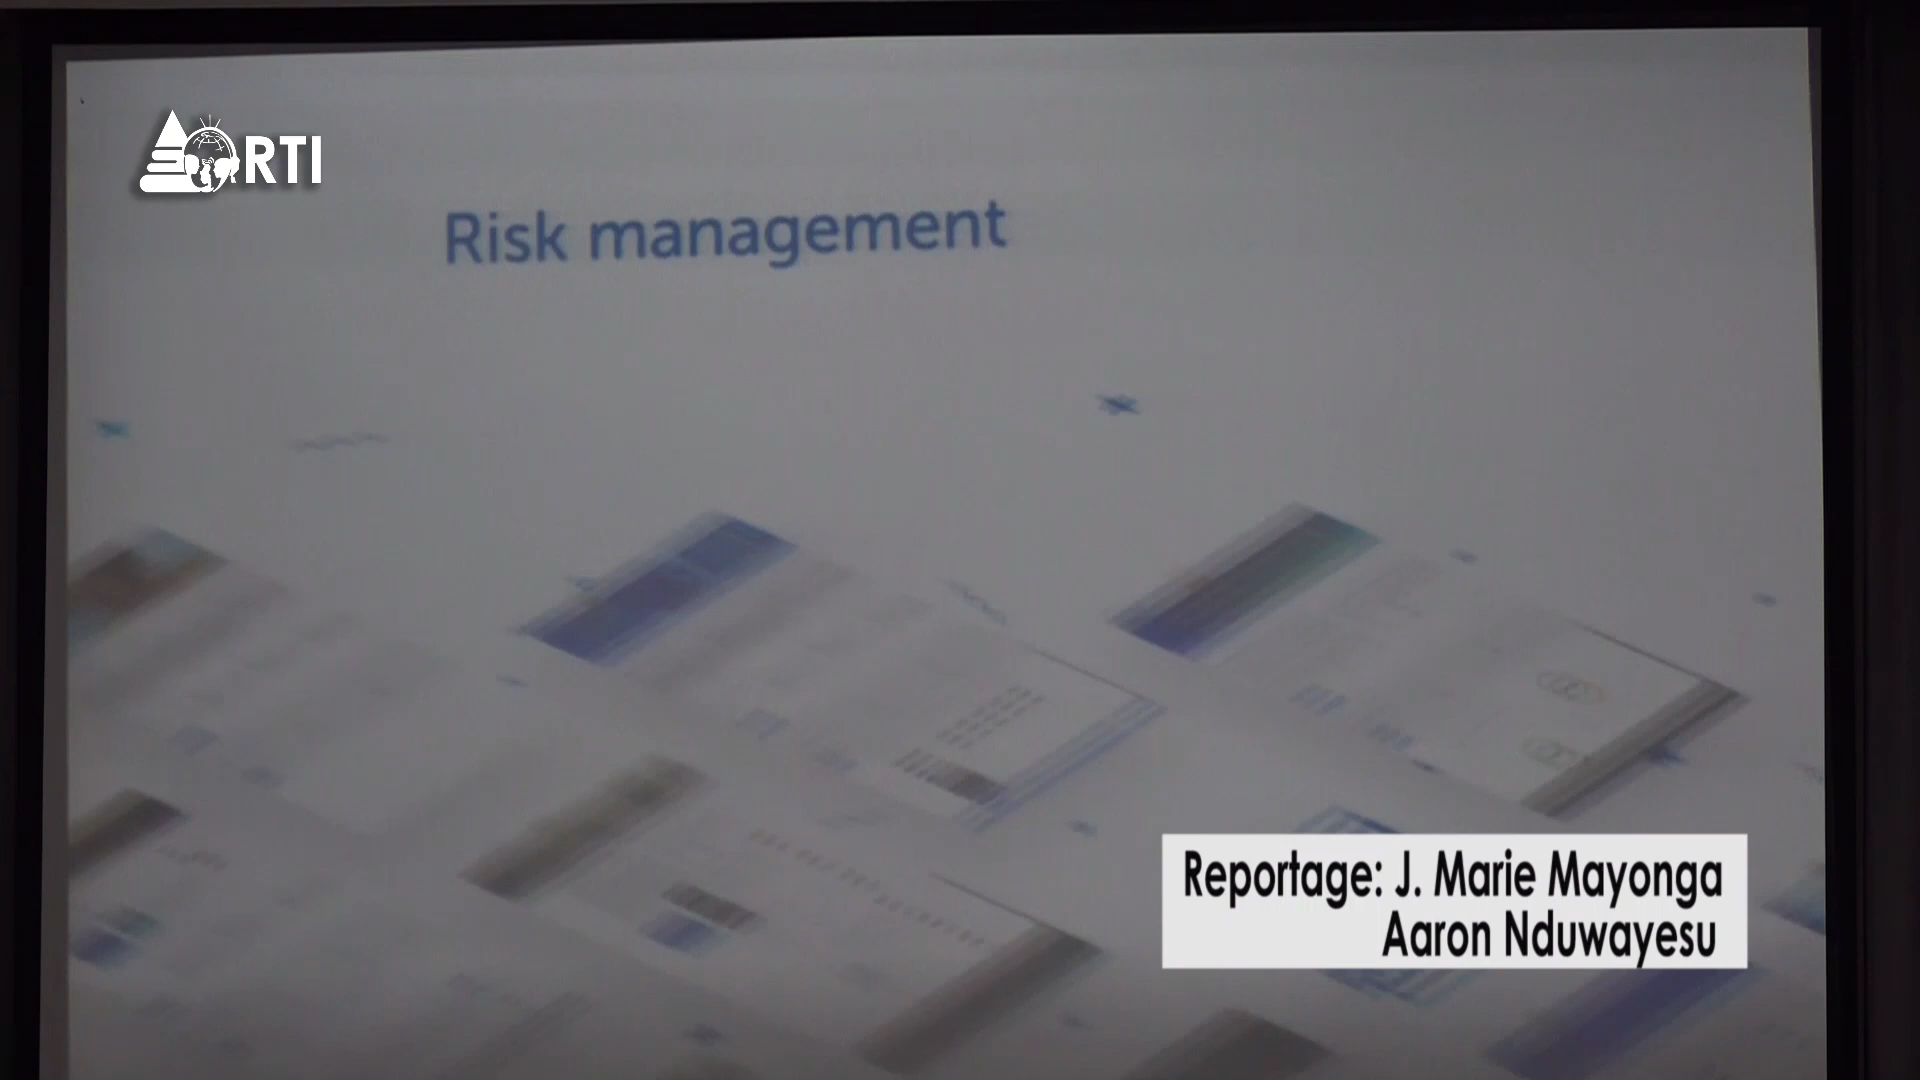 RTI
Risk management
Reportage: J. Marie Mayonga
Aaron Nduwayesu